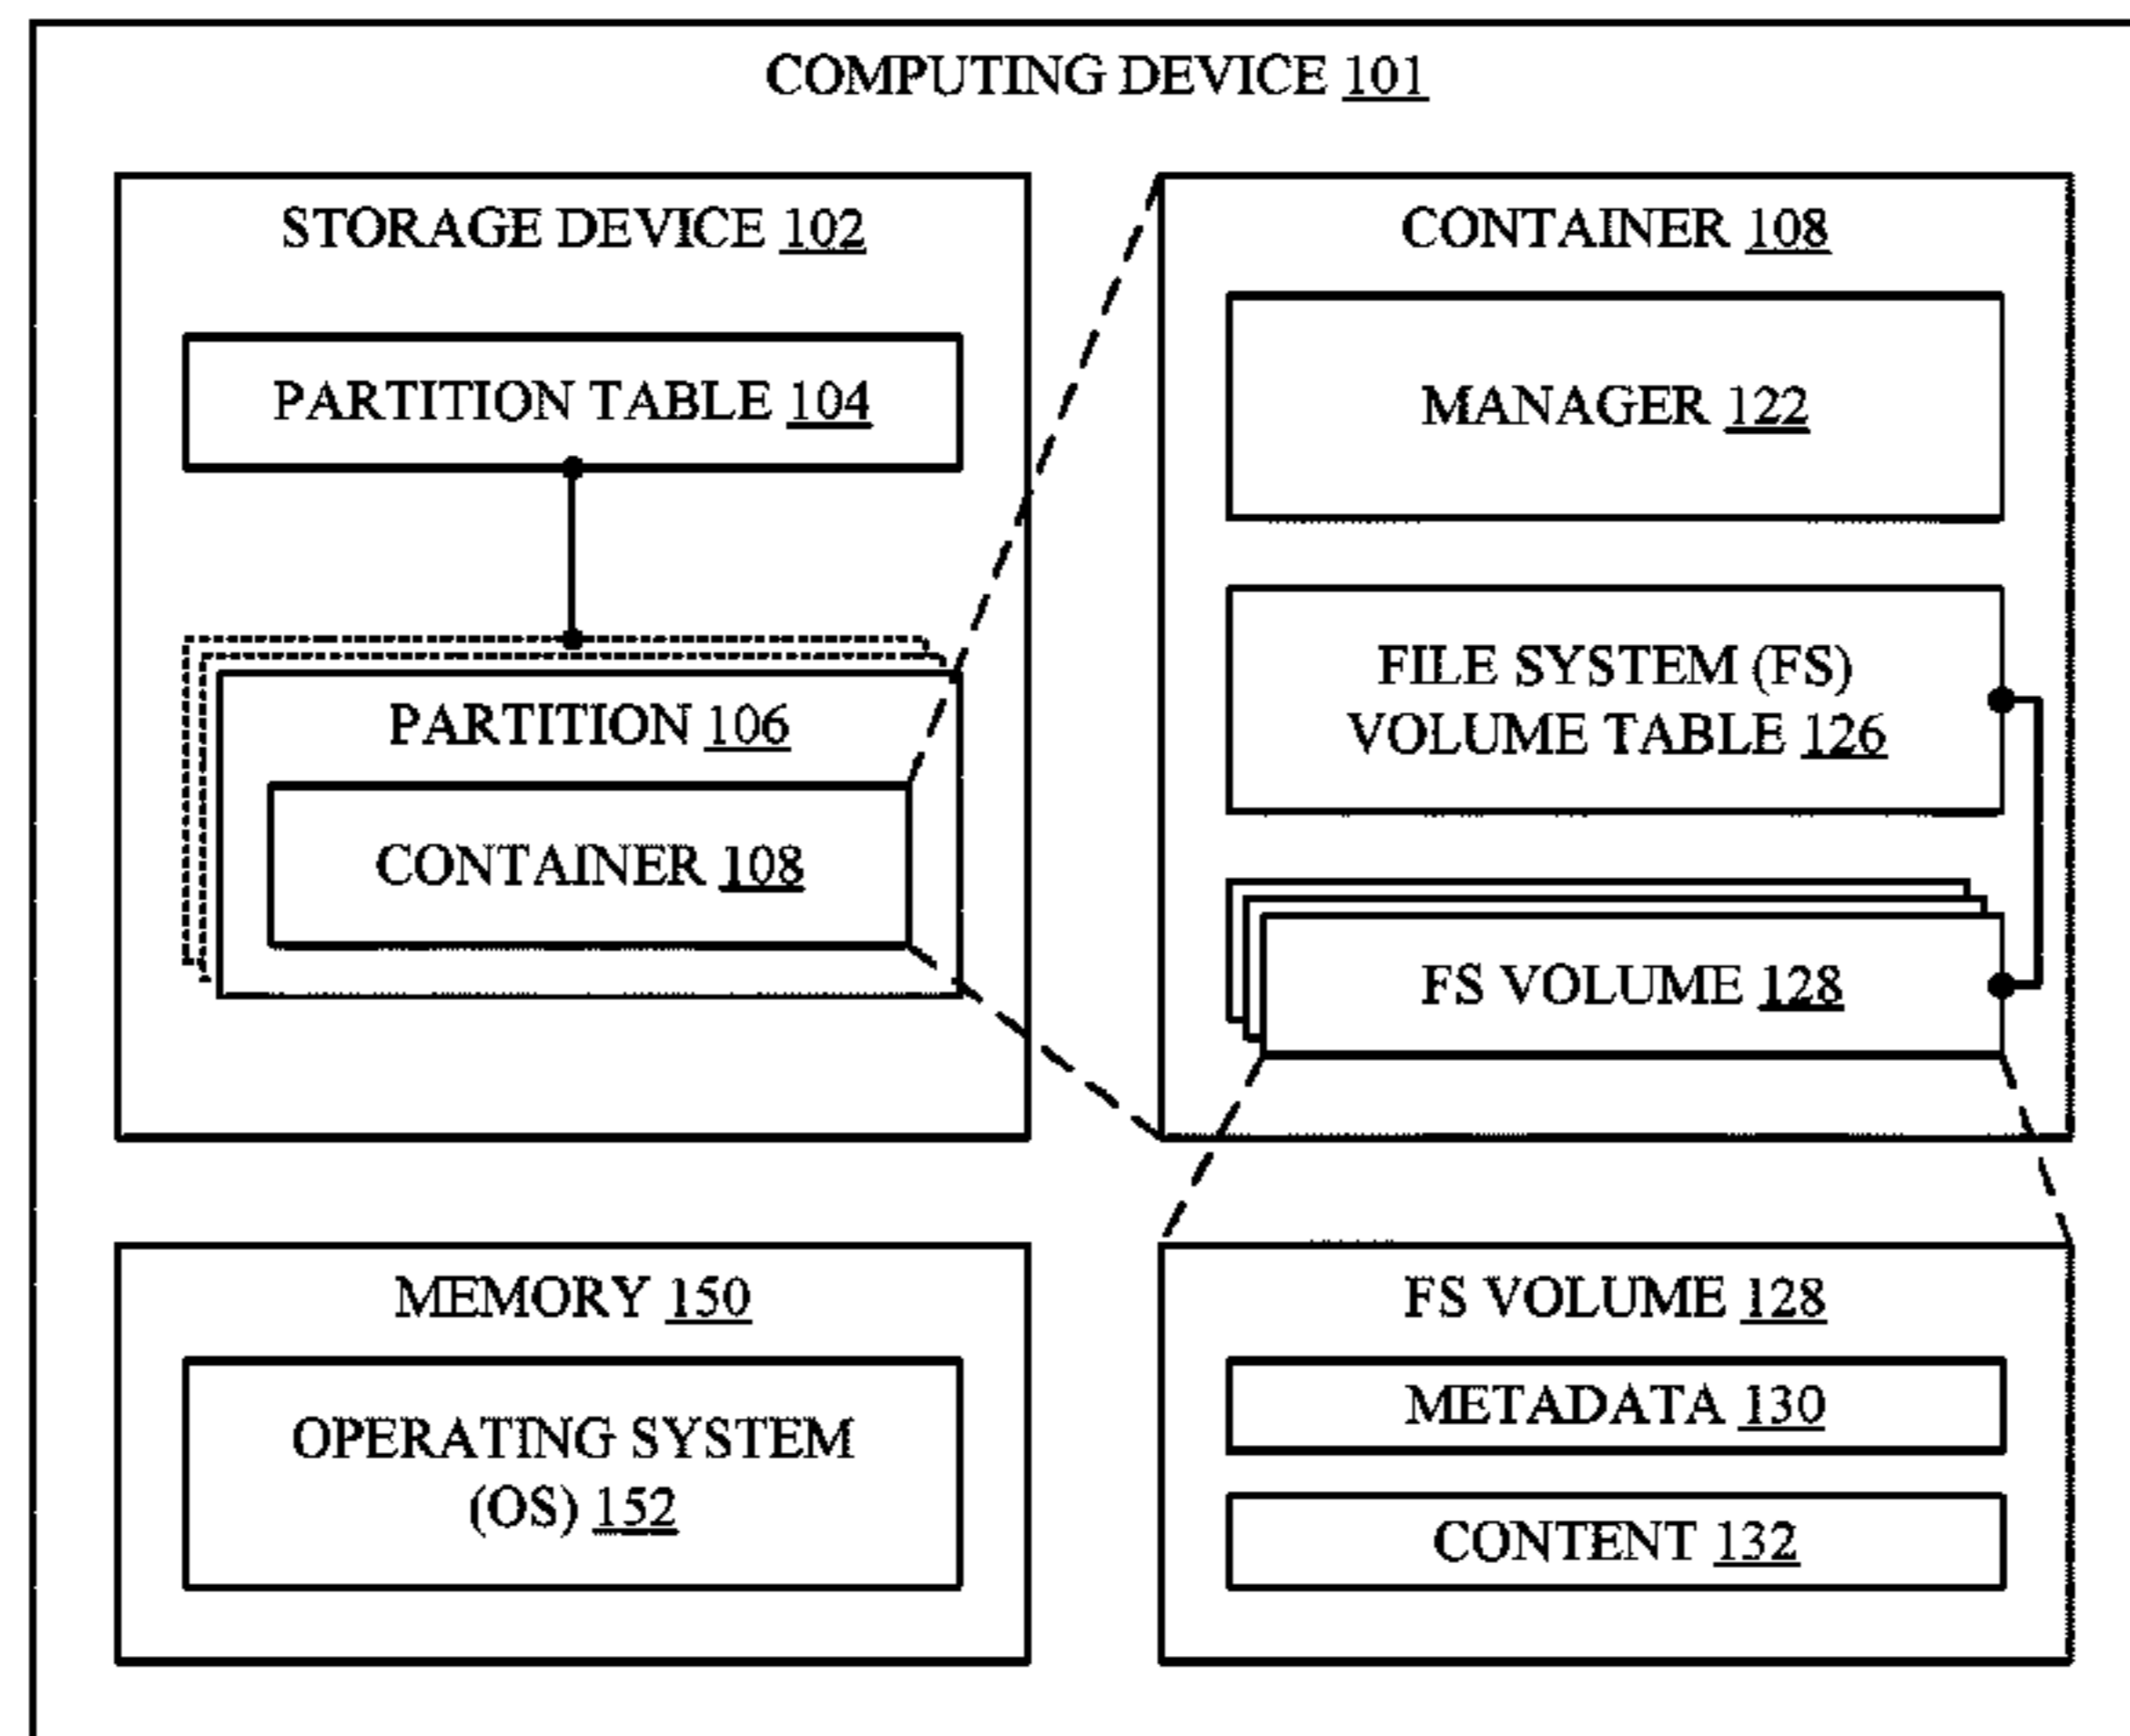 COMPUTING DEVICE 101
STORAGE DEVICE 102
PARTITION TABLE 104
PARTITION 106
CONTAINER 108
CONTAINER 108
MANAGER 122
FILE SYSTEM (FS)
VOLUME TABLE 126
FS VOLUME 128
MEMORY 150
OPERATING SYSTEM
(OS) 152
FS VOLUME 128
METADATA 130
CONTENT 132